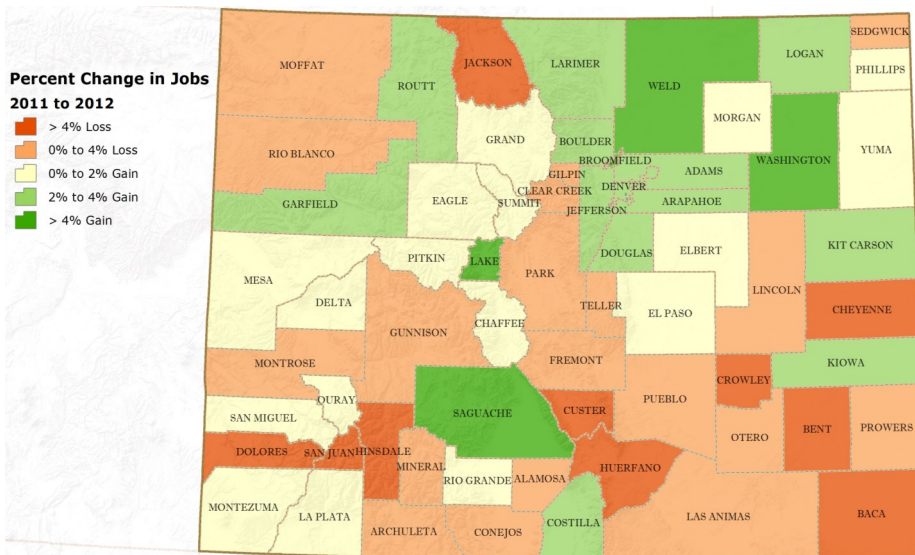 Percent Change in Jobs
2011 to 2012
> 4% Loss
0% to 4% Loss
0% to 2% Gain
2% to 4% Gain
> 4% Gain
MOFFAT
JACKSON
LARIMER
SEDGWICK
LOGAN
PHILLIPS
ROUTT
WELD
MORGAN
GRAND
BOULDER
RIO BLANCO
BROOMFIELD
WASHINGTON
YUMA
GILPIN
ADAMS
CLEAR CREEK
DENVER
EAGLE
SUMMIT
GARFIELD
JEFFERSON
ARAPAHOE
PITKIN
LAKE
DOUGLAS
ELBERT
KIT CARSON
MESA
PARK
DELTA
TELLER
LINCOLN
CHEYENNE
EL PASO
CHAFFEE
GUNNISON
MONTROSE
FREMONT
KIOWA
CROWLEY
OURAY
PUEBLO
SAN MIGUEL
SAGUACHE
CUSTER
OTERO
BENT
PROWERS
DOLORES
SAN JUAN
HINSDALE
MINERAL
HUERFANO
RIO GRANDE
ALAMOSA
MONTEZUMA
LA PLATA
ARCHULETA
CONEJOS
COSTILLA
LAS ANIMAS
BACA